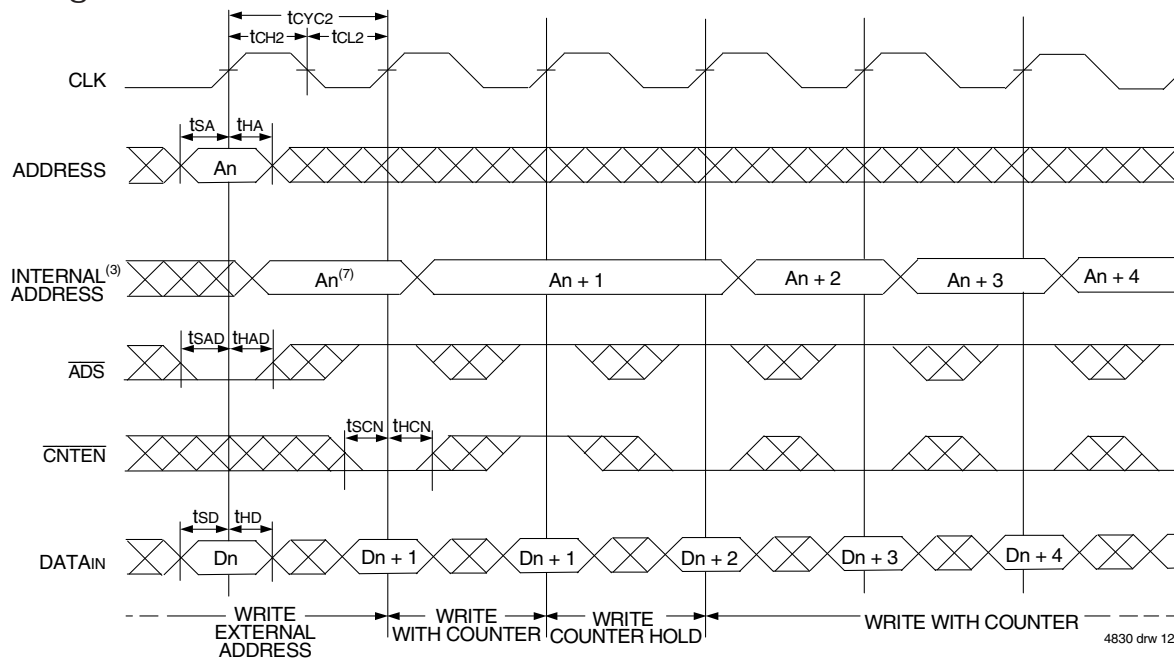 tCYC2
tCH2 tCL2
CLK
tSA tHA
ADDRESS An
INTERNAL(3) ADDRESS An(7) An + 1 An + 2 An + 3 An + 4
tSAD tHAD
ADS
tSCN tHCN
CNTEN
tSD tHD
DATAIN Dn Dn + 1 Dn + 1 Dn + 2 Dn + 3 Dn + 4
WRITE EXTERNAL ADDRESS
WRITE WITH COUNTER
WRITE COUNTER HOLD
WRITE WITH COUNTER
4830 drw 12